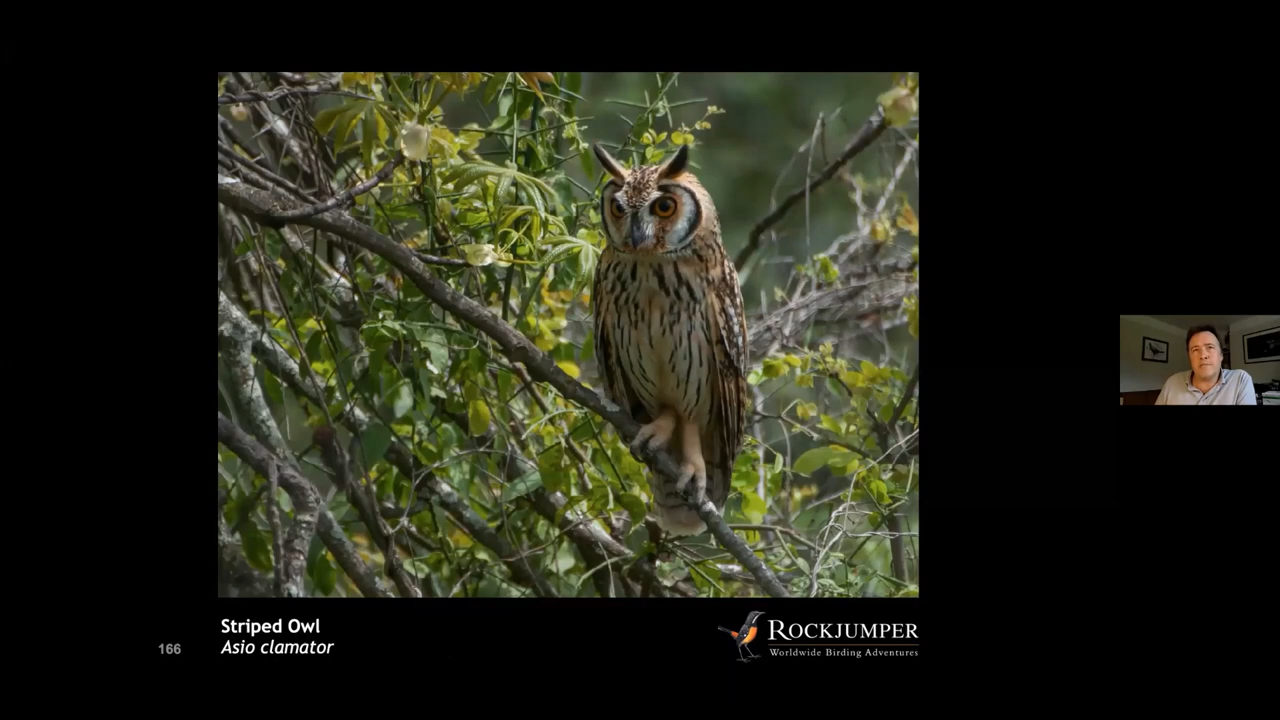 Striped Owl
Asio clamator
166
ROCKJUMPER
Worldwide Birding Adventures